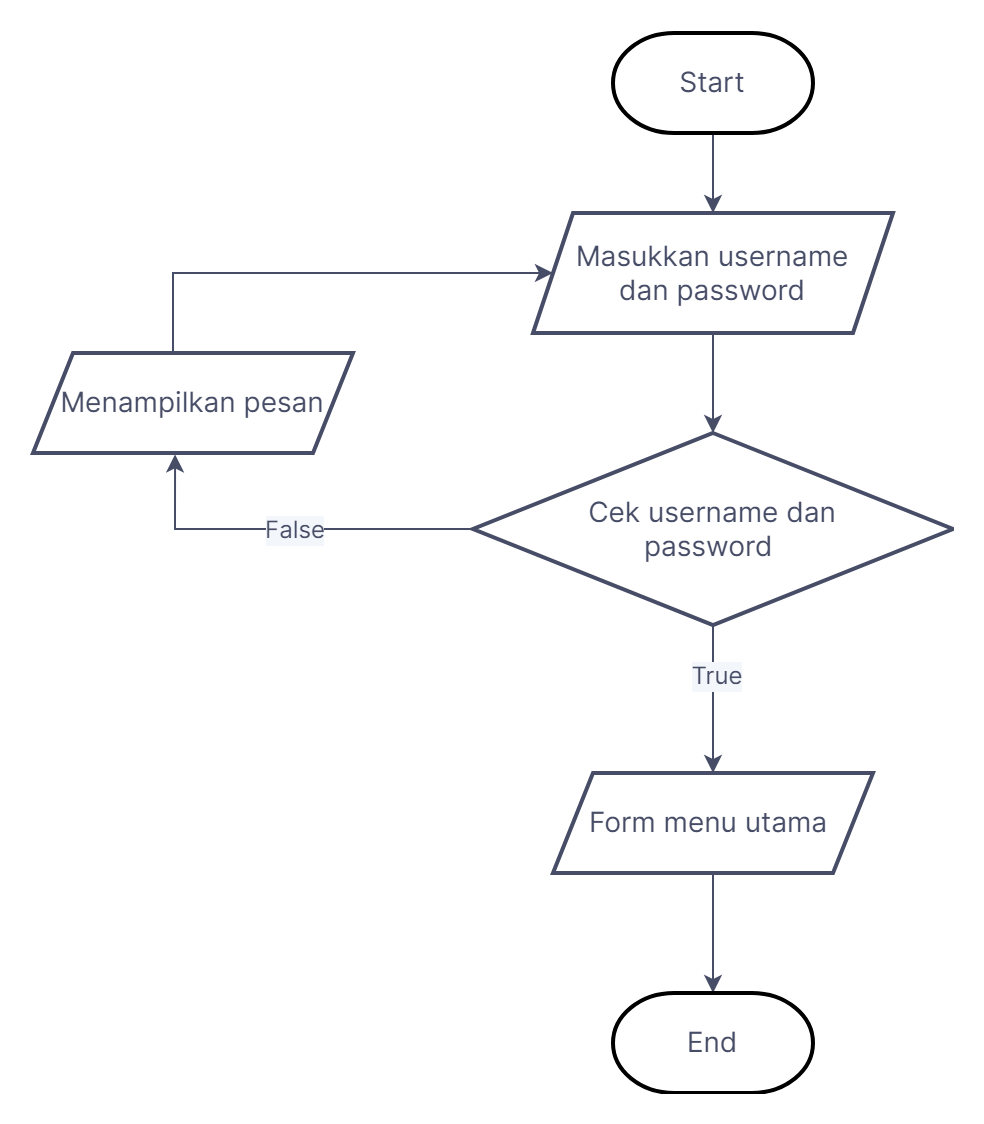 Start
Masukkan username
dan password
Menampilkan pesan
Cek username dan
password
False
True
Form menu utama
End